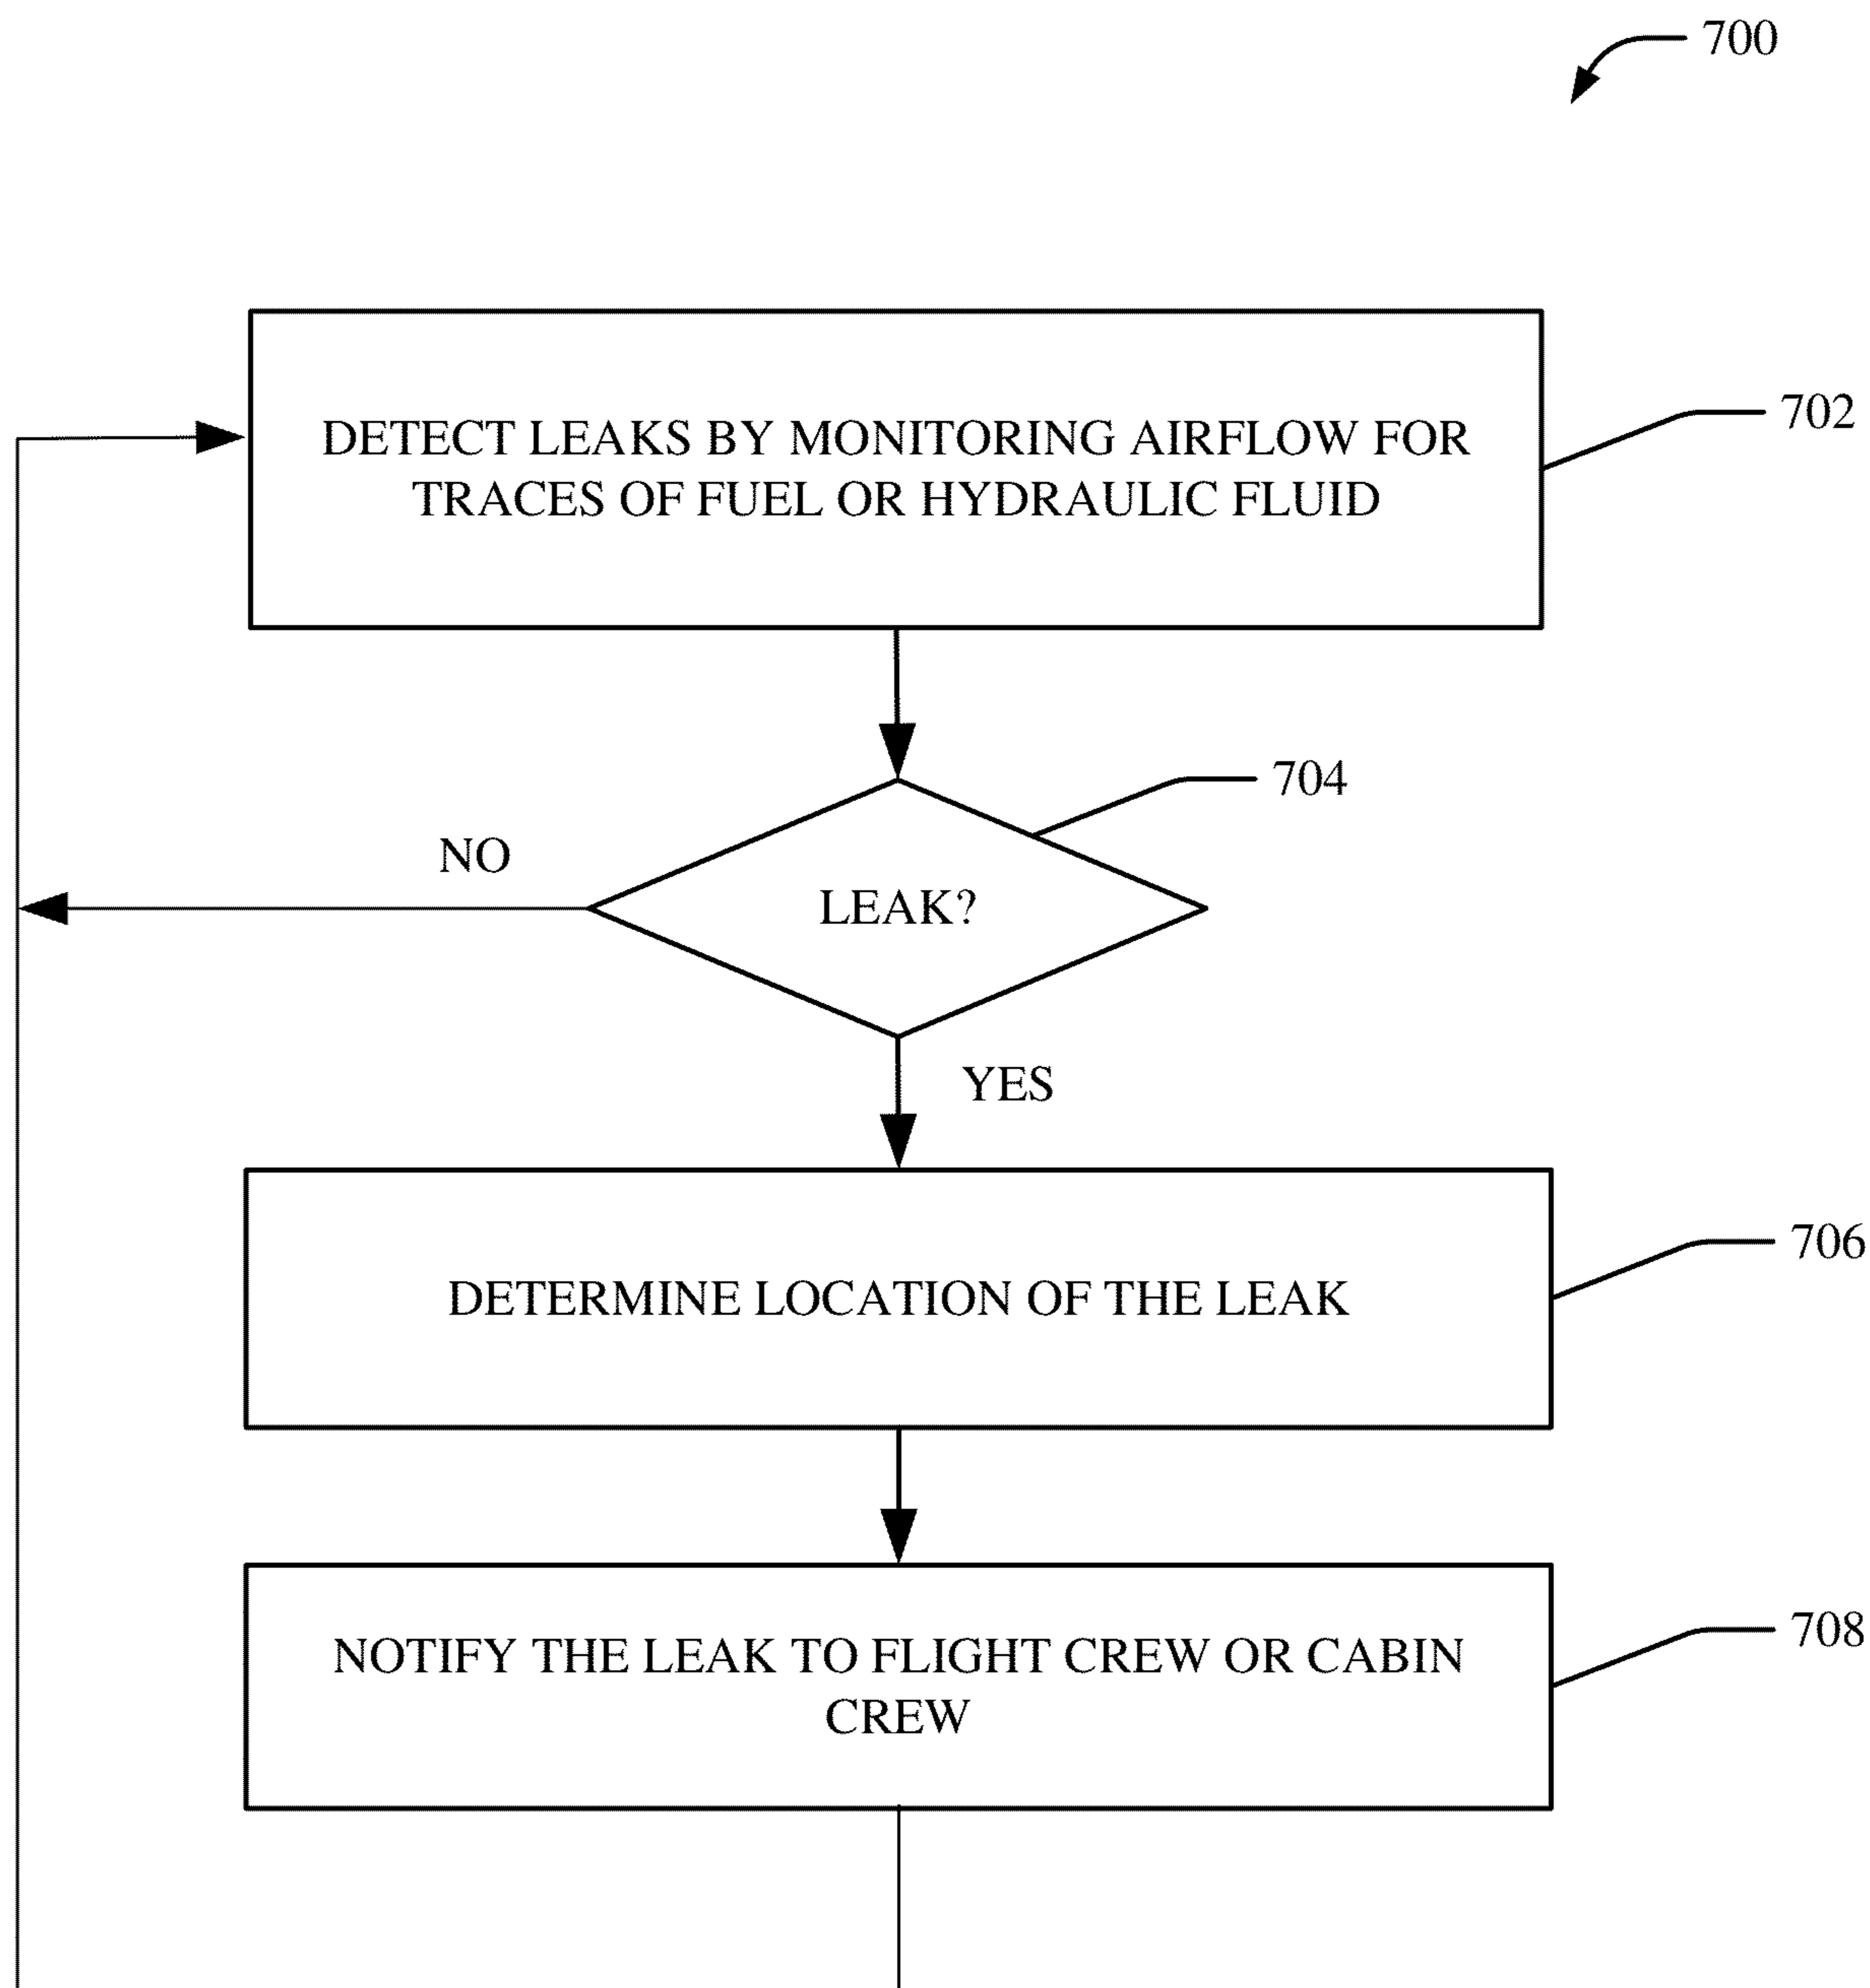 700
DETECT LEAKS BY MONITORING AIRFLOW FOR
TRACES OF FUEL OR HYDRAULIC FLUID
702
704
NO
LEAK?
YES
706
DETERMINE LOCATION OF THE LEAK
708
NOTIFY THE LEAK TO FLIGHT CREW OR CABIN
CREW